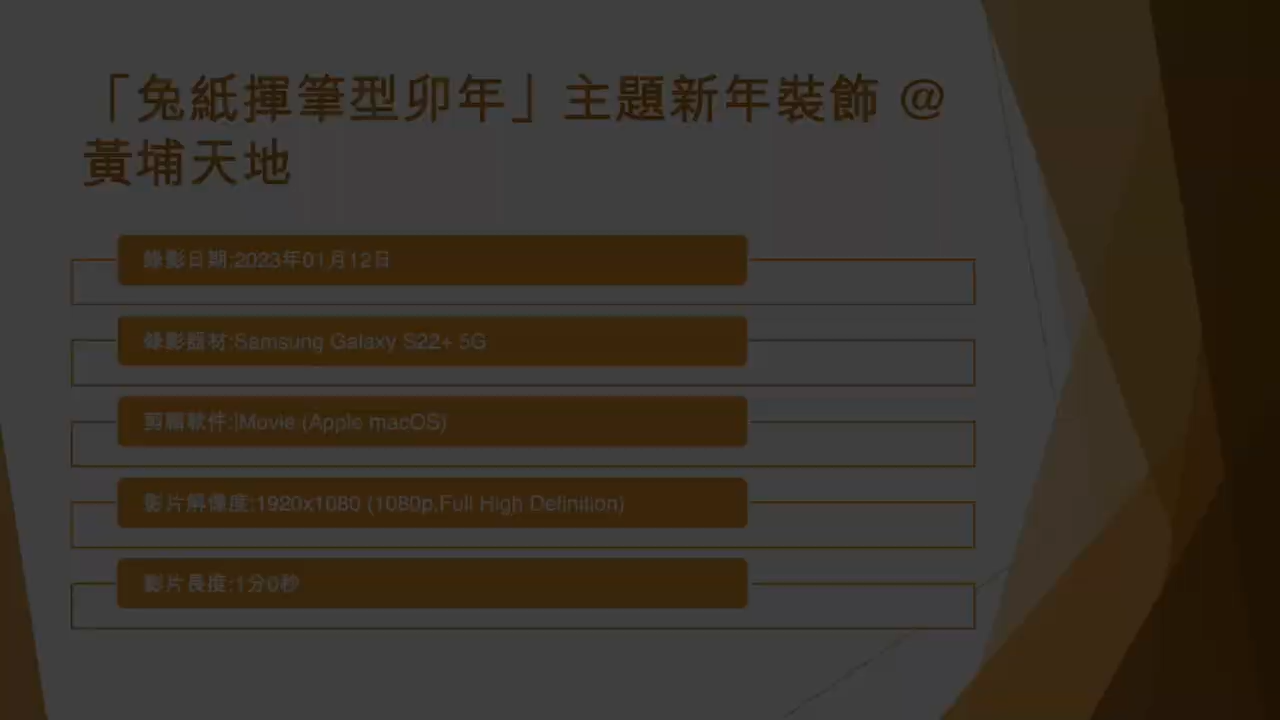 「兔紙揮筆型卯年」主題新年裝飾 @
黃埔天地
錄影日期:2023年01月12日
錄影器材:Samsung Galaxy S22+ 5G
剪輯軟件:iMovie (Apple macOS)
影片解像度:1920x1080 (1080p,Full High Definition)
影片長度:1分0秒